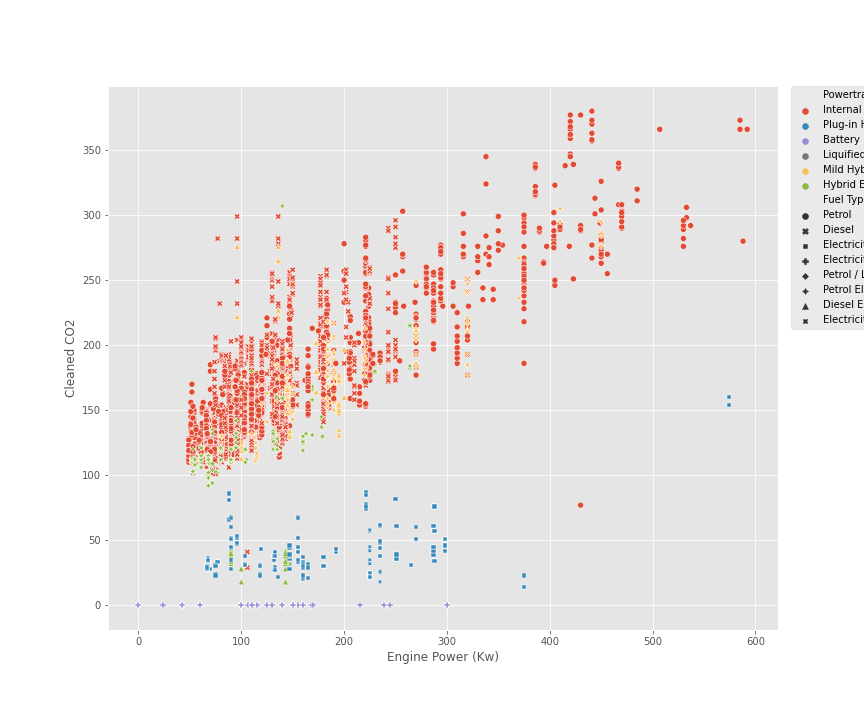 Powertra
Internal
Plug-in H
Battery
Liquified
Mild Hyb
Hybrid E
Fuel Typ
Petrol
Diesel
Electricit
Electricit
Petrol / L
Petrol El
Diesel E
Electricit
350
300
250
200
150
100
50
0
Cleaned CO2
0 100 200 300 400 500 600
Engine Power (Kw)